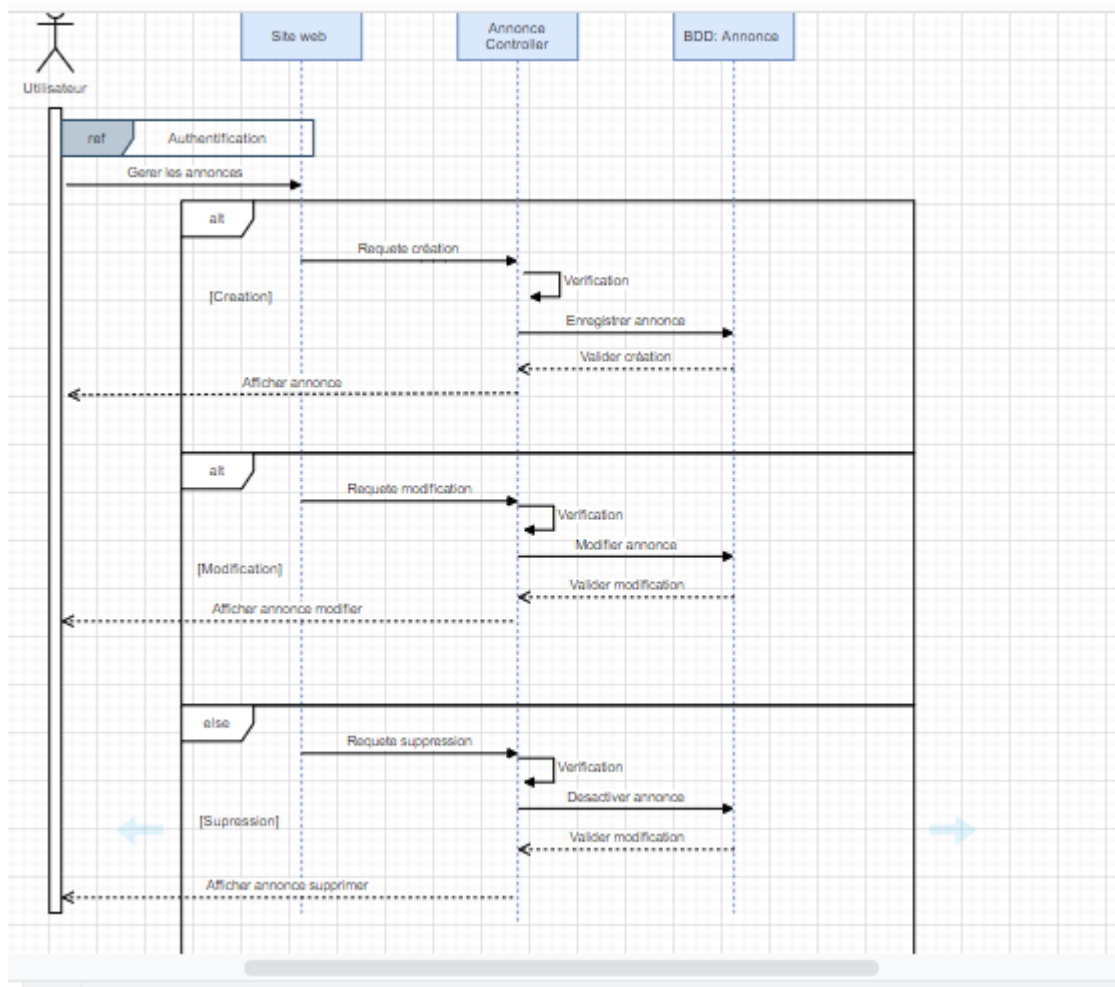 Site web
Annonce
Controller
BDD: Annonce
Utilisateur
ref
Authentification
Gerer les annonces
alt
Requete création
Verification
[Creation]
Enregistrer annonce
Valider création
Afficher annonce
alt
Requete modification
Verification
Modifier annonce
[Modification]
Valider modification
Afficher annonce modifier
else
Requete suppression
Verification
Desactiver annonce
[Supression]
Valider modification
Afficher annonce supprimer